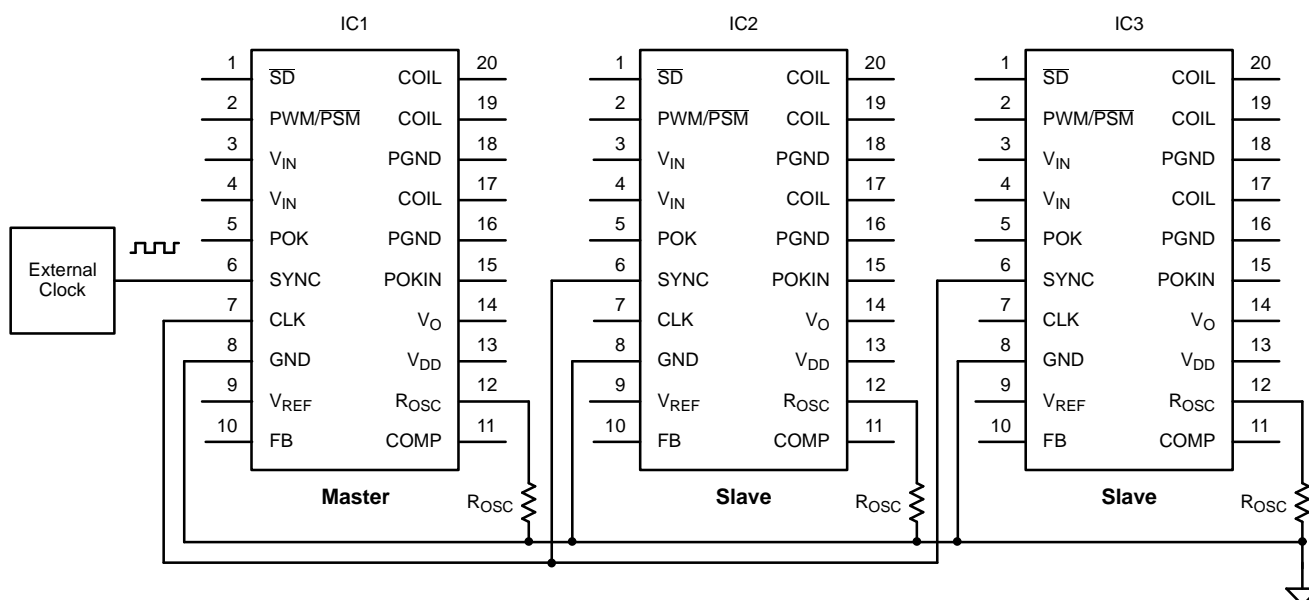 IC1
1 SD COIL 20
2 PWM/PSM COIL 19
3 VIN PGND 18
4 VIN COIL 17
5 POK PGND 16
6 SYNC POKIN 15
7 CLK VO 14
8 GND VDD 13
9 VREF ROSC 12
10 FB COMP 11
Master
ROSC
External
Clock
IC2
1 SD COIL 20
2 PWM/PSM COIL 19
3 VIN PGND 18
4 VIN COIL 17
5 POK PGND 16
6 SYNC POKIN 15
7 CLK VO 14
8 GND VDD 13
9 VREF ROSC 12
10 FB COMP 11
Slave
ROSC
IC3
1 SD COIL 20
2 PWM/PSM COIL 19
3 VIN PGND 18
4 VIN COIL 17
5 POK PGND 16
6 SYNC POKIN 15
7 CLK VO 14
8 GND VDD 13
9 VREF ROSC 12
10 FB COMP 11
Slave
ROSC